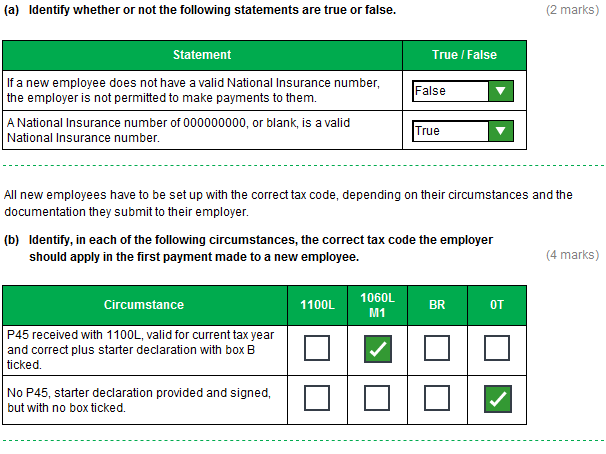 (a) Identify whether or not the following statements are true or false. (2 marks)
Statement True / False
If a new employee does not have a valid National Insurance number,
the employer is not permitted to make payments to them.
False
A National Insurance number of 000000000, or blank, is a valid
National Insurance number.
True
All new employees have to be set up with the correct tax code, depending on their circumstances and the
documentation they submit to their employer.
(b) Identify, in each of the following circumstances, the correct tax code the employer
should apply in the first payment made to a new employee. (4 marks)
Circumstance 1100L 1060L M1 BR 0T
P45 received with 1100L, valid for current tax year
and correct plus starter declaration with box B
ticked.
No P45, starter declaration provided and signed,
but with no box ticked.